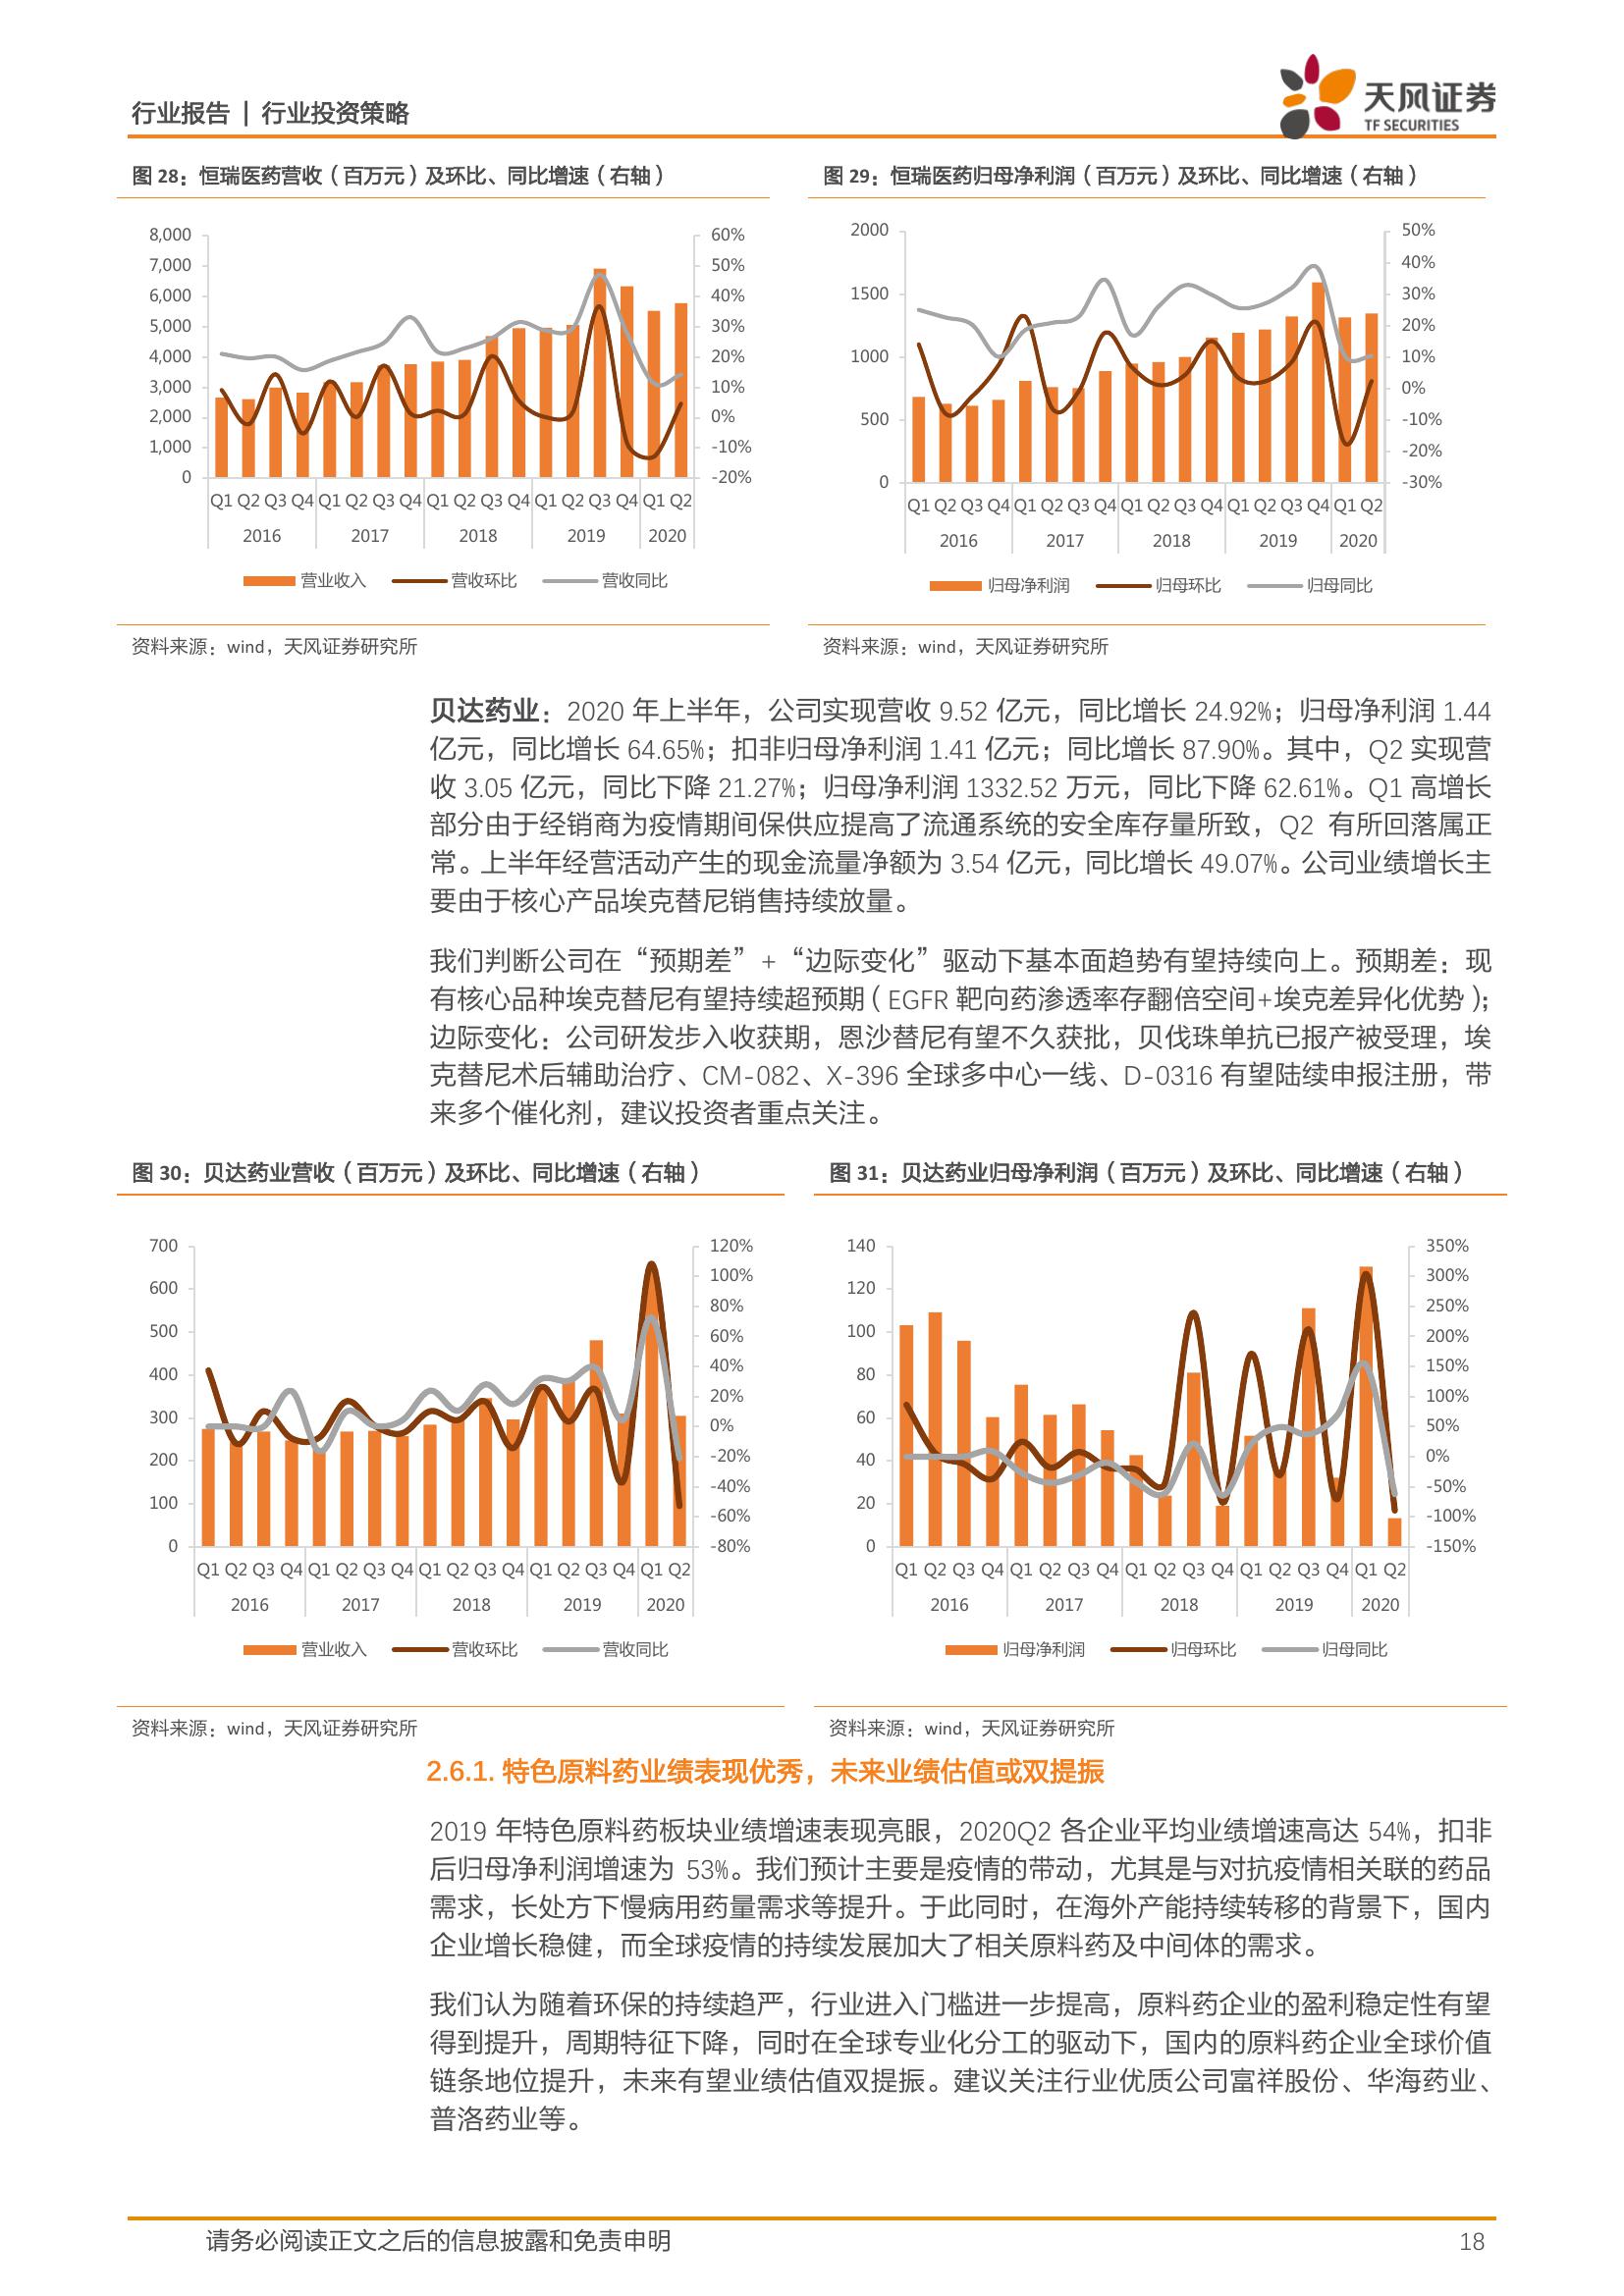 行业报告 | 行业投资策略
天风证券
TF SECURITIES
图 28：恒瑞医药营收（百万元）及环比、同比增速（右轴）
8,000
7,000
6,000
5,000
4,000
3,000
2,000
1,000
0
60%
50%
40%
30%
20%
10%
0%
-10%
-20%
Q1 Q2 Q3 Q4 Q1 Q2 Q3 Q4 Q1 Q2 Q3 Q4 Q1 Q2 Q3 Q4 Q1 Q2
2016 2017 2018 2019 2020
营业收入 营收环比 营收同比
资料来源：wind，天风证券研究所
图 29：恒瑞医药归母净利润（百万元）及环比、同比增速（右轴）
2000
1500
1000
500
0
50%
40%
30%
20%
10%
0%
-10%
-20%
-30%
Q1 Q2 Q3 Q4 Q1 Q2 Q3 Q4 Q1 Q2 Q3 Q4 Q1 Q2 Q3 Q4 Q1 Q2
2016 2017 2018 2019 2020
归母净利润 归母环比 归母同比
资料来源：wind，天风证券研究所
贝达药业：2020 年上半年，公司实现营收 9.52 亿元，同比增长 24.92%；归母净利润 1.44
亿元，同比增长 64.65%；扣非归母净利润 1.41 亿元；同比增长 87.90%。其中，Q2 实现营
收 3.05 亿元，同比下降 21.27%；归母净利润 1332.52 万元，同比下降 62.61%。Q1 高增长
部分由于经销商为疫情期间保供应提高了流通系统的安全库存量所致，Q2 有所回落属正
常。上半年经营活动产生的现金流量净额为 3.54 亿元，同比增长 49.07%。公司业绩增长主
要由于核心产品埃克替尼销售持续放量。
我们判断公司在“预期差”+“边际变化”驱动下基本面趋势有望持续向上。预期差：现
有核心品种埃克替尼有望持续超预期（EGFR 靶向药渗透率存翻倍空间+埃克差异化优势）；
边际变化：公司研发步入收获期，恩沙替尼有望不久获批，贝伐珠单抗已报产被受理，埃
克替尼术后辅助治疗、CM-082、X-396 全球多中心一线、D-0316 有望陆续申报注册，带
来多个催化剂，建议投资者重点关注。
图 30：贝达药业营收（百万元）及环比、同比增速（右轴）
700
600
500
400
300
200
100
0
120%
100%
80%
60%
40%
20%
0%
-20%
-40%
-60%
-80%
Q1 Q2 Q3 Q4 Q1 Q2 Q3 Q4 Q1 Q2 Q3 Q4 Q1 Q2 Q3 Q4 Q1 Q2
2016 2017 2018 2019 2020
营业收入 营收环比 营收同比
资料来源：wind，天风证券研究所
图 31：贝达药业归母净利润（百万元）及环比、同比增速（右轴）
140
120
100
80
60
40
20
0
350%
300%
250%
200%
150%
100%
50%
0%
-50%
-100%
-150%
Q1 Q2 Q3 Q4 Q1 Q2 Q3 Q4 Q1 Q2 Q3 Q4 Q1 Q2 Q3 Q4 Q1 Q2
2016 2017 2018 2019 2020
归母净利润 归母环比 归母同比
资料来源：wind，天风证券研究所
2.6.1. 特色原料药业绩表现优秀，未来业绩估值或双提振
2019 年特色原料药板块业绩增速表现亮眼，2020Q2 各企业平均业绩增速高达 54%，扣非
后归母净利润增速为 53%。我们预计主要是疫情的带动，尤其是与对抗疫情相关联的药品
需求，长处方下慢病用药量需求等提升。于此同时，在海外产能持续转移的背景下，国内
企业增长稳健，而全球疫情的持续发展加大了相关原料药及中间体的需求。
我们认为随着环保的持续趋严，行业进入门槛进一步提高，原料药企业的盈利稳定性有望
得到提升，周期特征下降，同时在全球专业化分工的驱动下，国内的原料药企业全球价值
链条地位提升，未来有望业绩估值双提振。建议关注行业优质公司富祥股份、华海药业、
普洛药业等。
请务必阅读正文之后的信息披露和免责申明
18